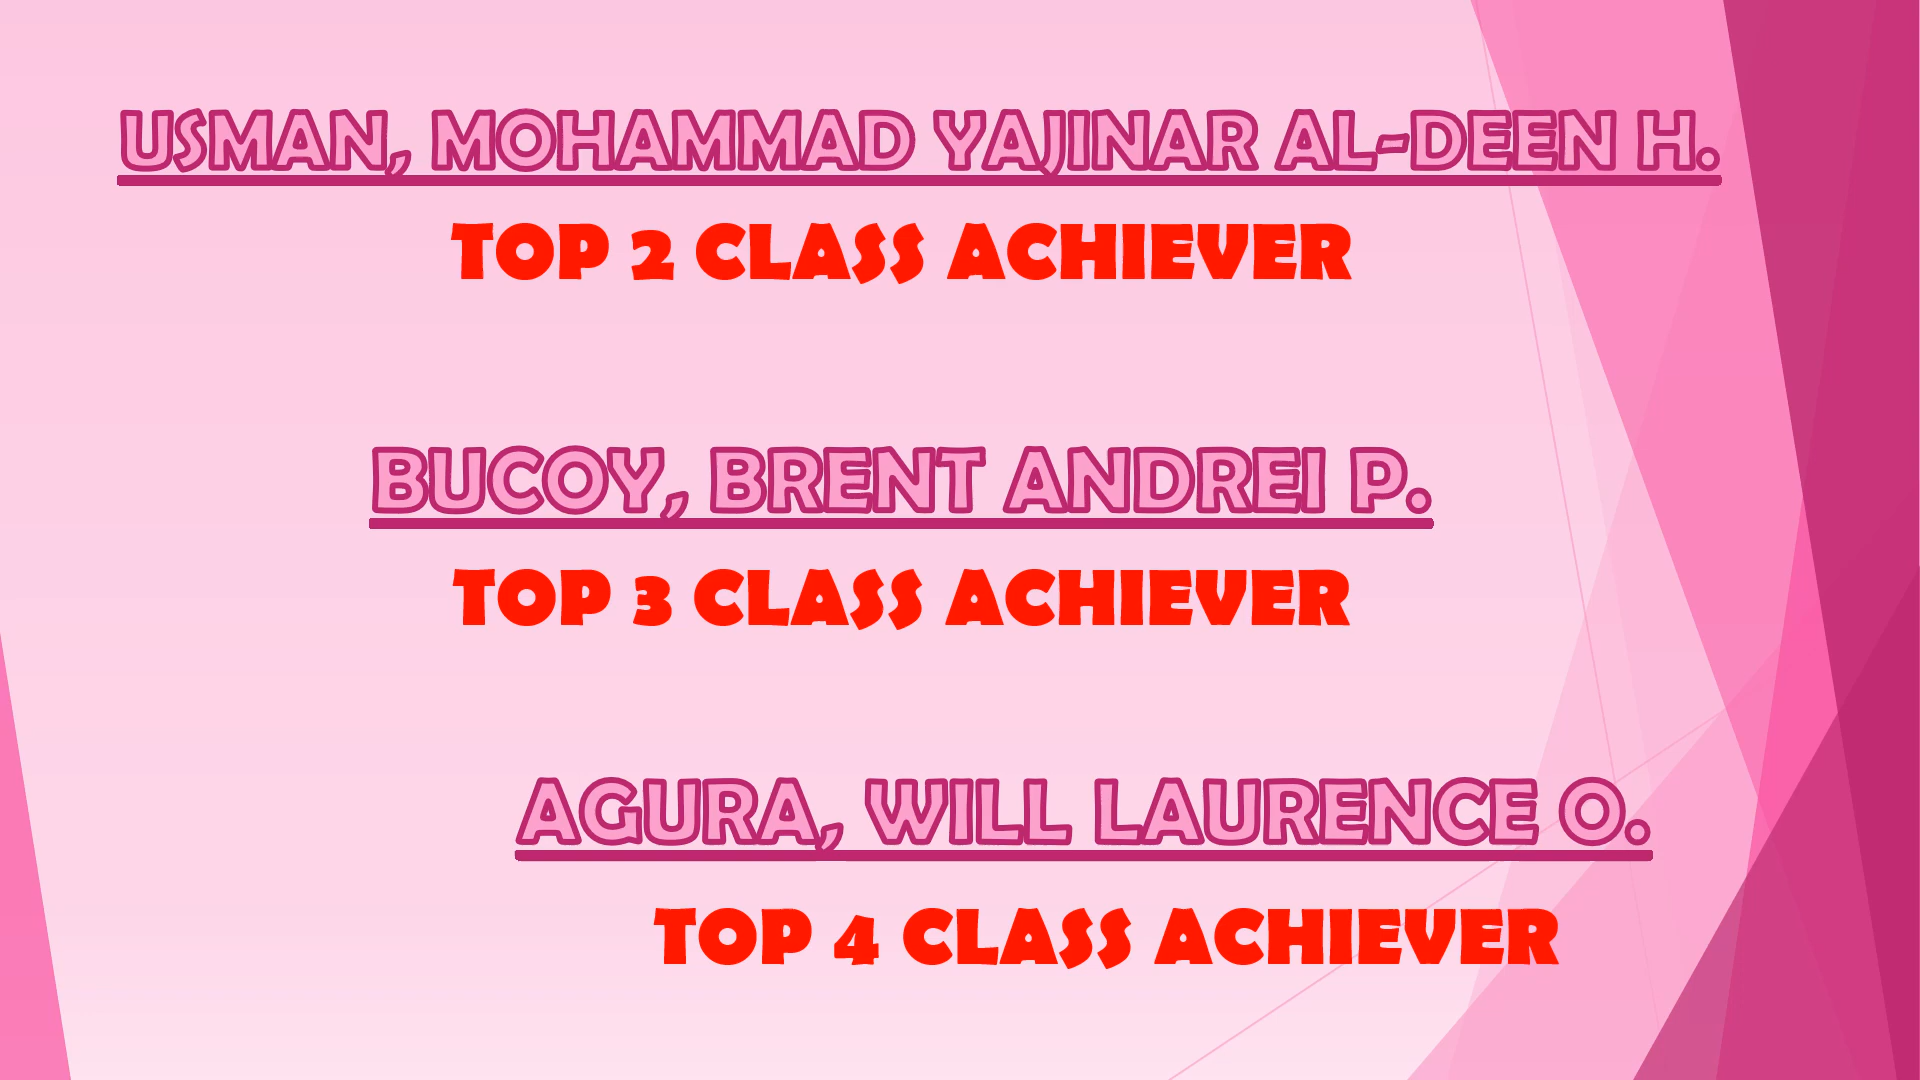 USMAN, MOHAMMAD YAJINAR AL-DEEN H.
TOP 2 CLASS ACHIEVER
BUCOY, BRENT ANDREI P.
TOP 3 CLASS ACHIEVER
AGURA, WILL LAURENCE O.
TOP 4 CLASS ACHIEVER